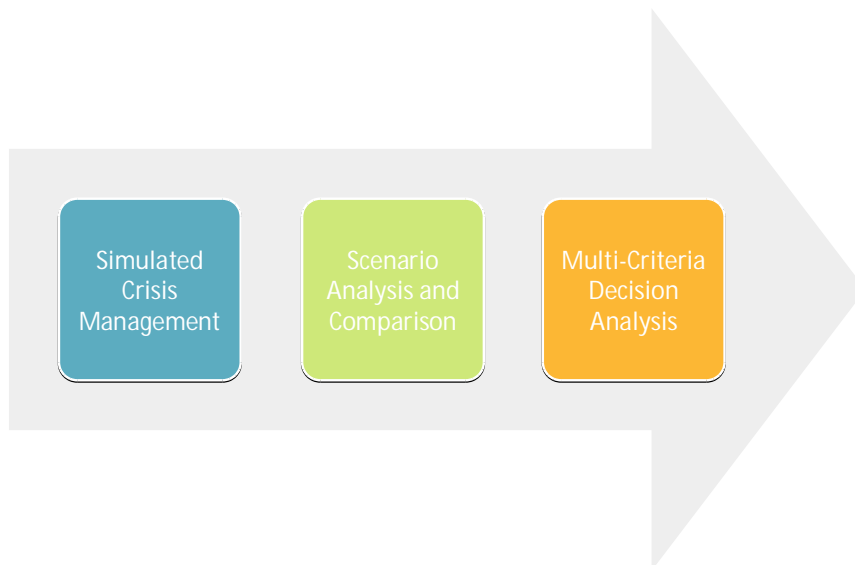 Simulated
Crisis
Management
Scenario
Analysis and
Comparison
Multi-Criteria
Decision
Analysis